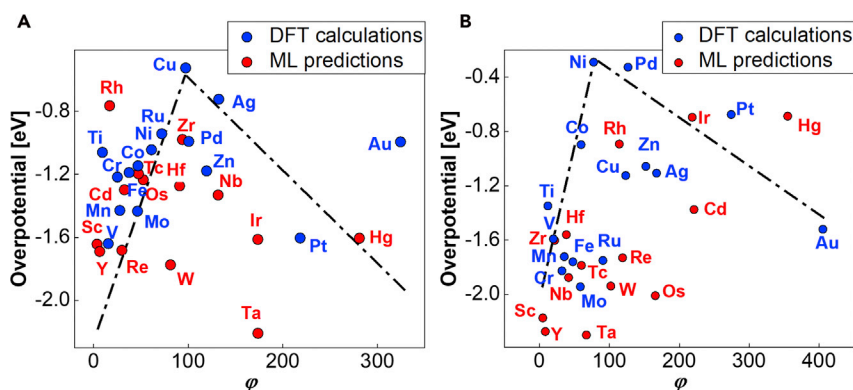 A
DFT calculations
ML predictions
Overpotential [eV]
-0.8
-1.2
-1.6
-2.0
0
100
200
300
φ
Cu
Rh
Ag
Ru
Zr
Ti
Ni
Pd
Au
Co
Cr
Tc
Hf
Zn
Cd
Fe
Os
Nb
Mn
Mo
Sc
V
Ir
Pt
Hg
Y
Re
W
Ta
B
DFT calculations
ML predictions
Overpotential [eV]
-0.4
-0.8
-1.2
-1.6
-2.0
0
100
200
300
400
φ
Ni
Pd
Ir
Pt
Hg
Co
Rh
Zn
Cu
Ag
Ti
Cd
V
Hf
Au
Zr
Fe
Ru
Mn
Re
Cr
Tc
Nb
W
Os
Mo
Sc
Y
Ta